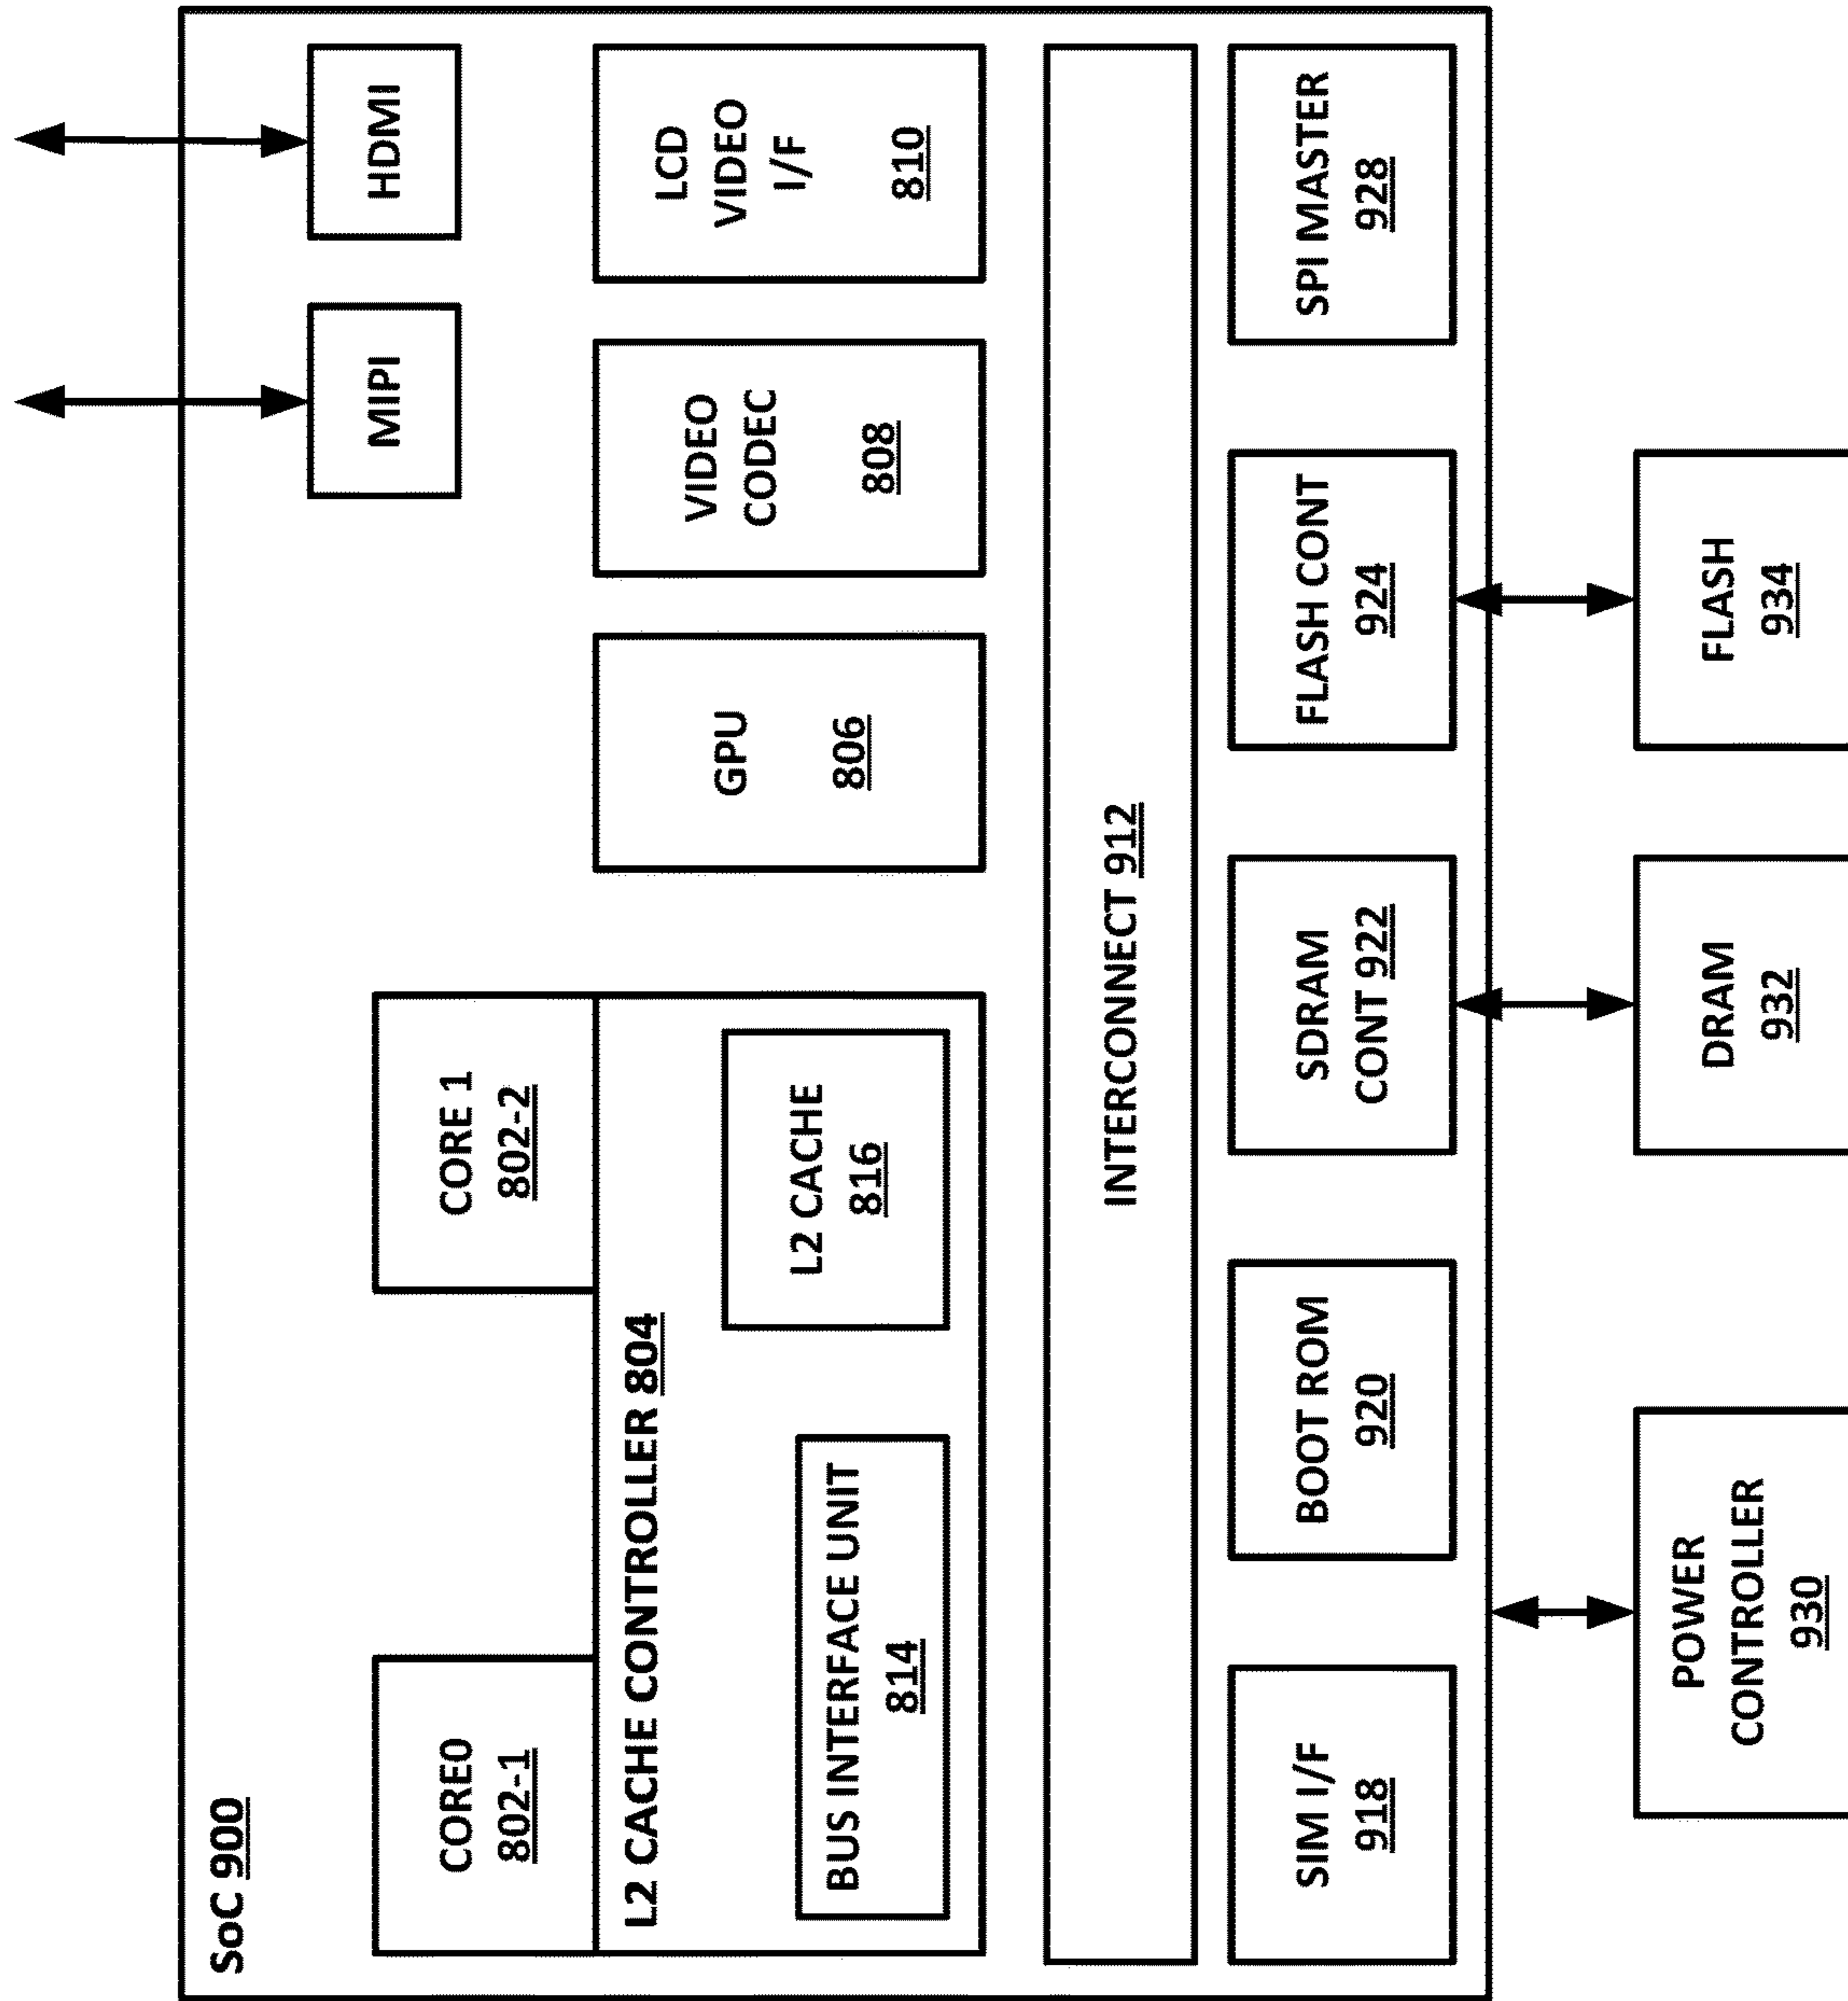 SoC 900
MIPI
HDMI
CORE0
802-1
CORE 1
802-2
L2 CACHE CONTROLLER 804
BUS INTERFACE UNIT
814
L2 CACHE
816
GPU
806
VIDEO
CODEC
808
LCD
VIDEO
I/F
810
INTERCONNECT 912
SIM I/F
918
BOOT ROM
920
SDRAM
CONT 922
FLASH CONT
924
SPI MASTER
928
POWER
CONTROLLER
930
DRAM
932
FLASH
934